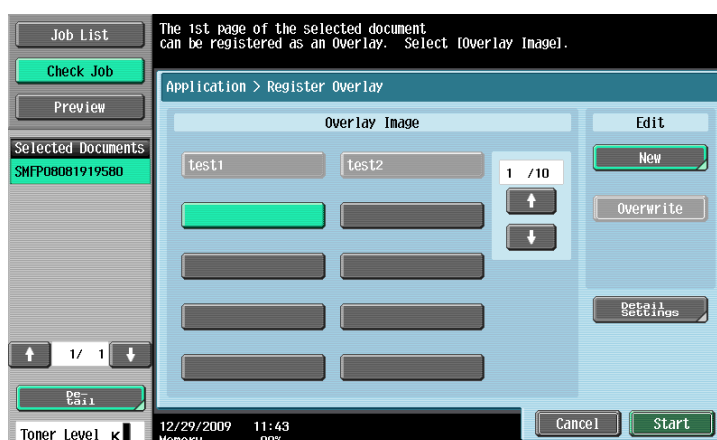 Job List
Check Job
Preview
Selected Documents
SMFP08081919580
1/ 1
De-
tail
Toner Level K
The 1st page of the selected document
can be registered as an Overlay. Select [Overlay Image].
Application > Register Overlay
Overlay Image
test1
test2
1 /10
Edit
New
Overwrite
Detail
Settings
12/29/2009 11:43
Memory
Cancel
Start